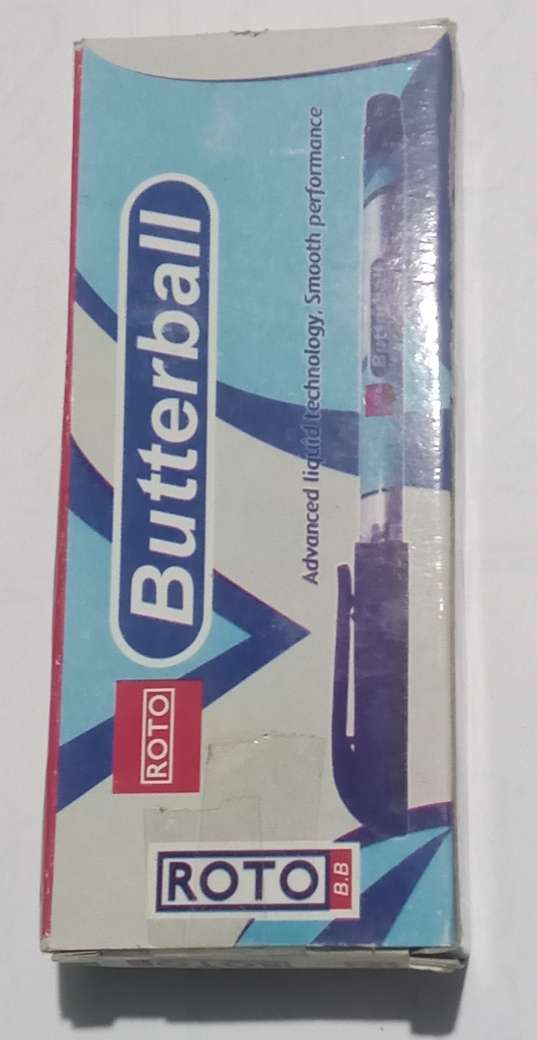 Butterball
Advanced liquid technology, Smooth performance
ROTO
ROTO
B.B